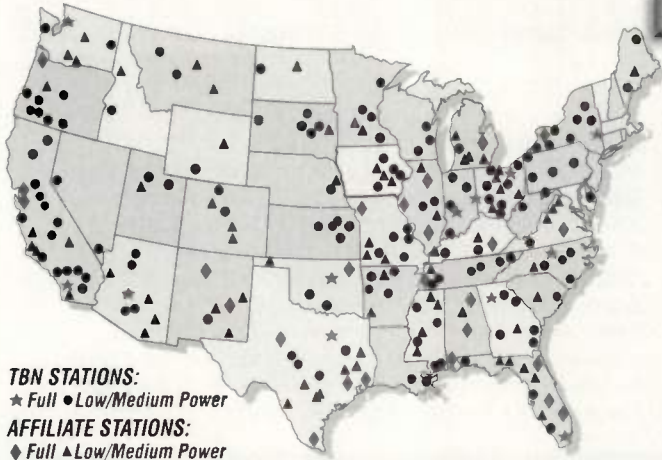 TBN STATIONS:
★ Full ● Low/Medium Power
AFFILIATE STATIONS:
◆ Full ▲ Low/Medium Power